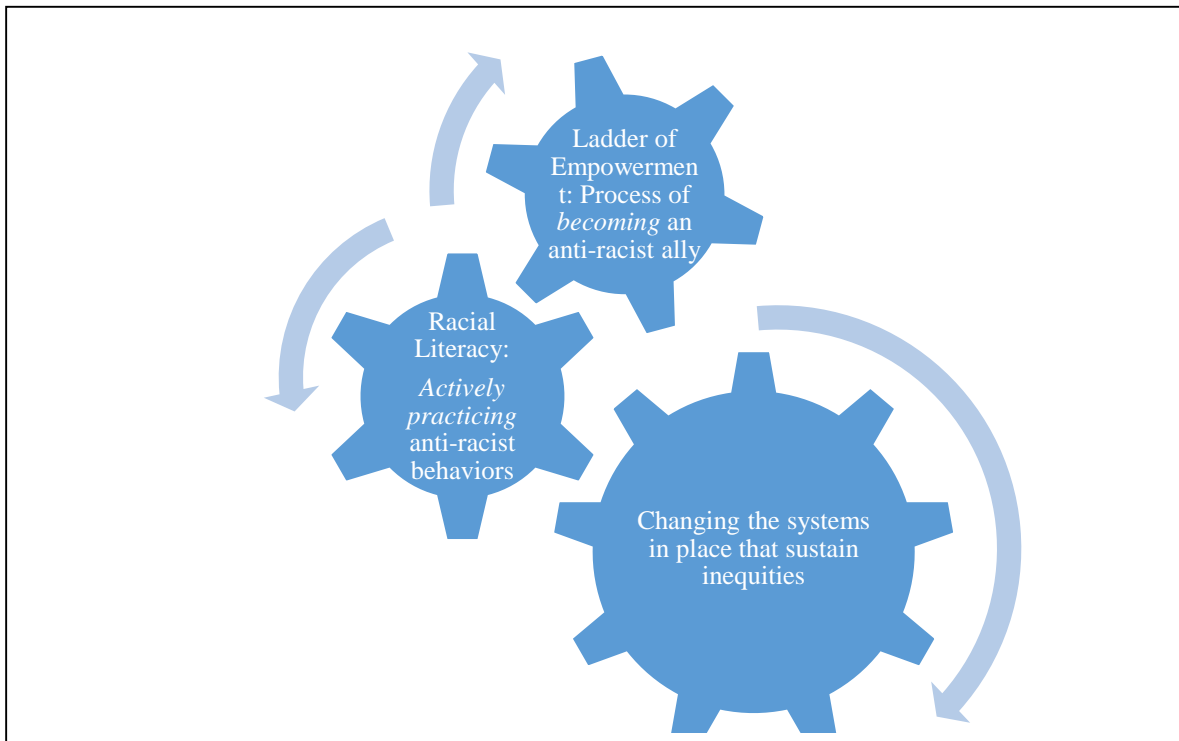 Ladder of
Empowermen
t: Process of
becoming an
anti-racist ally
Racial
Literacy:
Actively
practicing
anti-racist
behaviors
Changing the systems
in place that sustain
inequities